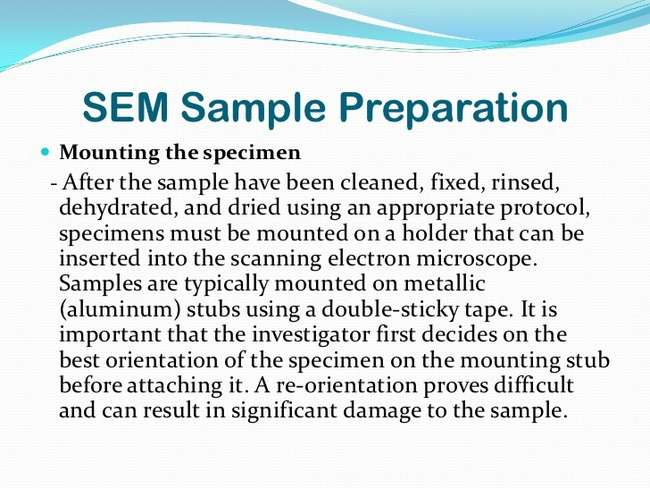 SEM Sample Preparation
• Mounting the specimen
- After the sample have been cleaned, fixed, rinsed,
dehydrated, and dried using an appropriate protocol,
specimens must be mounted on a holder that can be
inserted into the scanning electron microscope.
Samples are typically mounted on metallic
(aluminum) stubs using a double-sticky tape. It is
important that the investigator first decides on the
best orientation of the specimen on the mounting stub
before attaching it. A re-orientation proves difficult
and can result in significant damage to the sample.